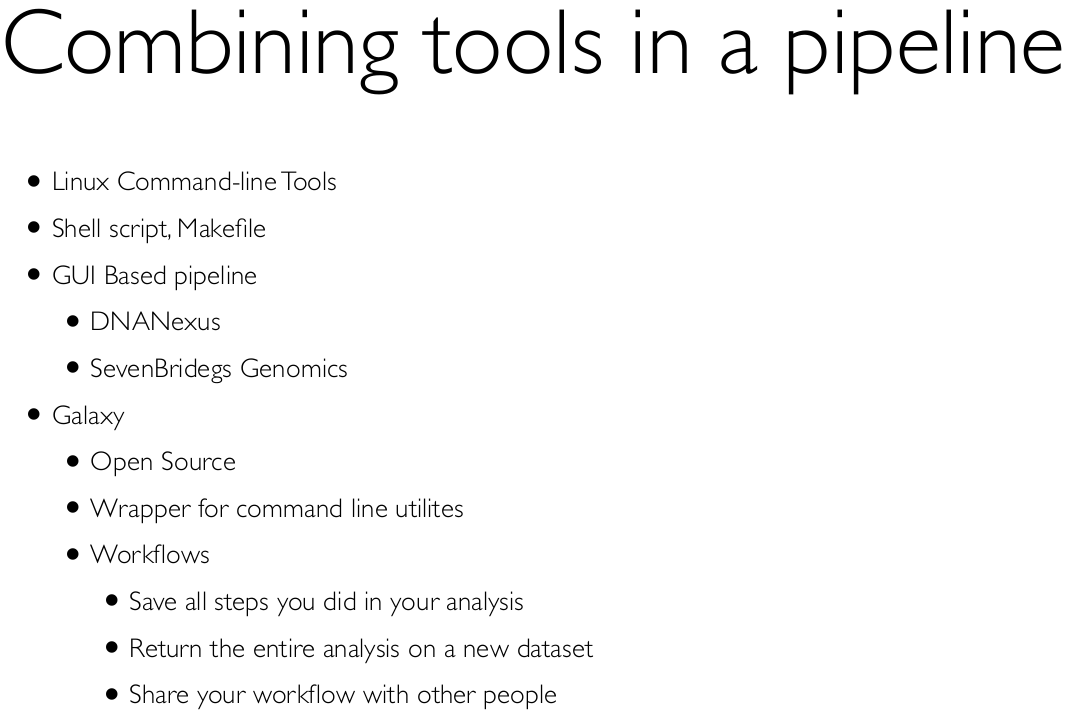 Combining tools in a pipeline
• Linux Command-line Tools
• Shell script, Makefile
• GUI Based pipeline
• DNANexus
• SevenBridegs Genomics
• Galaxy
• Open Source
• Wrapper for command line utilites
• Workflows
• Save all steps you did in your analysis
• Return the entire analysis on a new dataset
• Share your workflow with other people